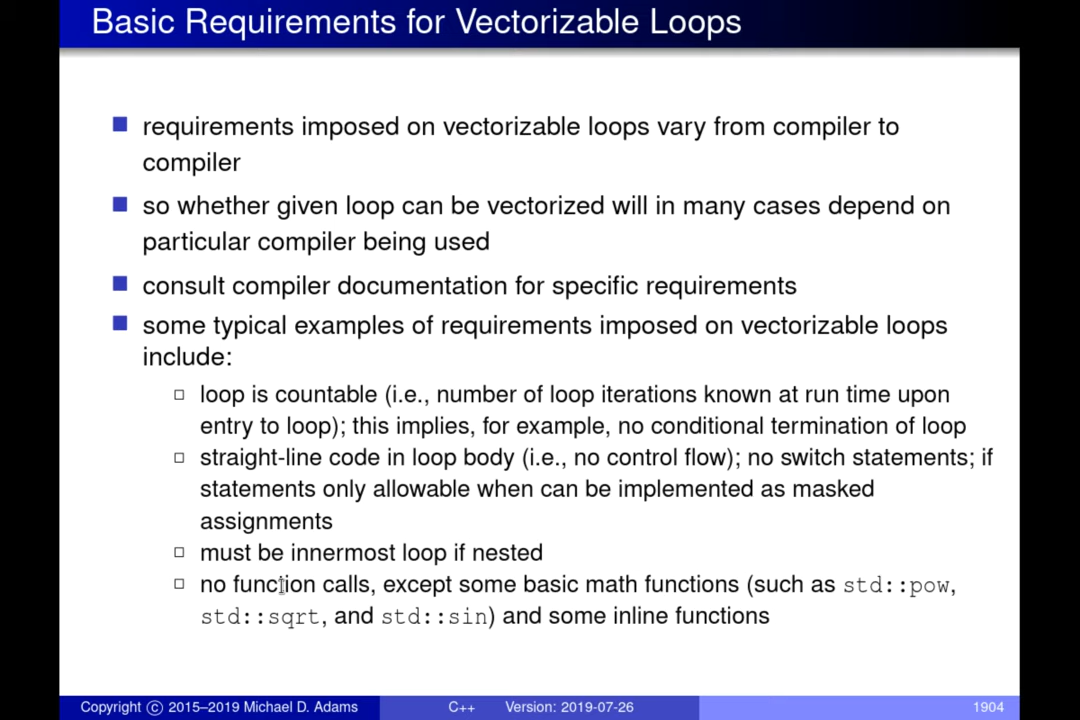 Basic Requirements for Vectorizable Loops
requirements imposed on vectorizable loops vary from compiler to
compiler
so whether given loop can be vectorized will in many cases depend on
particular compiler being used
consult compiler documentation for specific requirements
some typical examples of requirements imposed on vectorizable loops
include:
loop is countable (i.e., number of loop iterations known at run time upon
entry to loop); this implies, for example, no conditional termination of loop
straight-line code in loop body (i.e., no control flow); no switch statements; if
statements only allowable when can be implemented as masked
assignments
must be innermost loop if nested
no function calls, except some basic math functions (such as std::pow,
std::sqrt, and std::sin) and some inline functions
Copyright © 2015–2019 Michael D. Adams C++ Version: 2019-07-26 1904